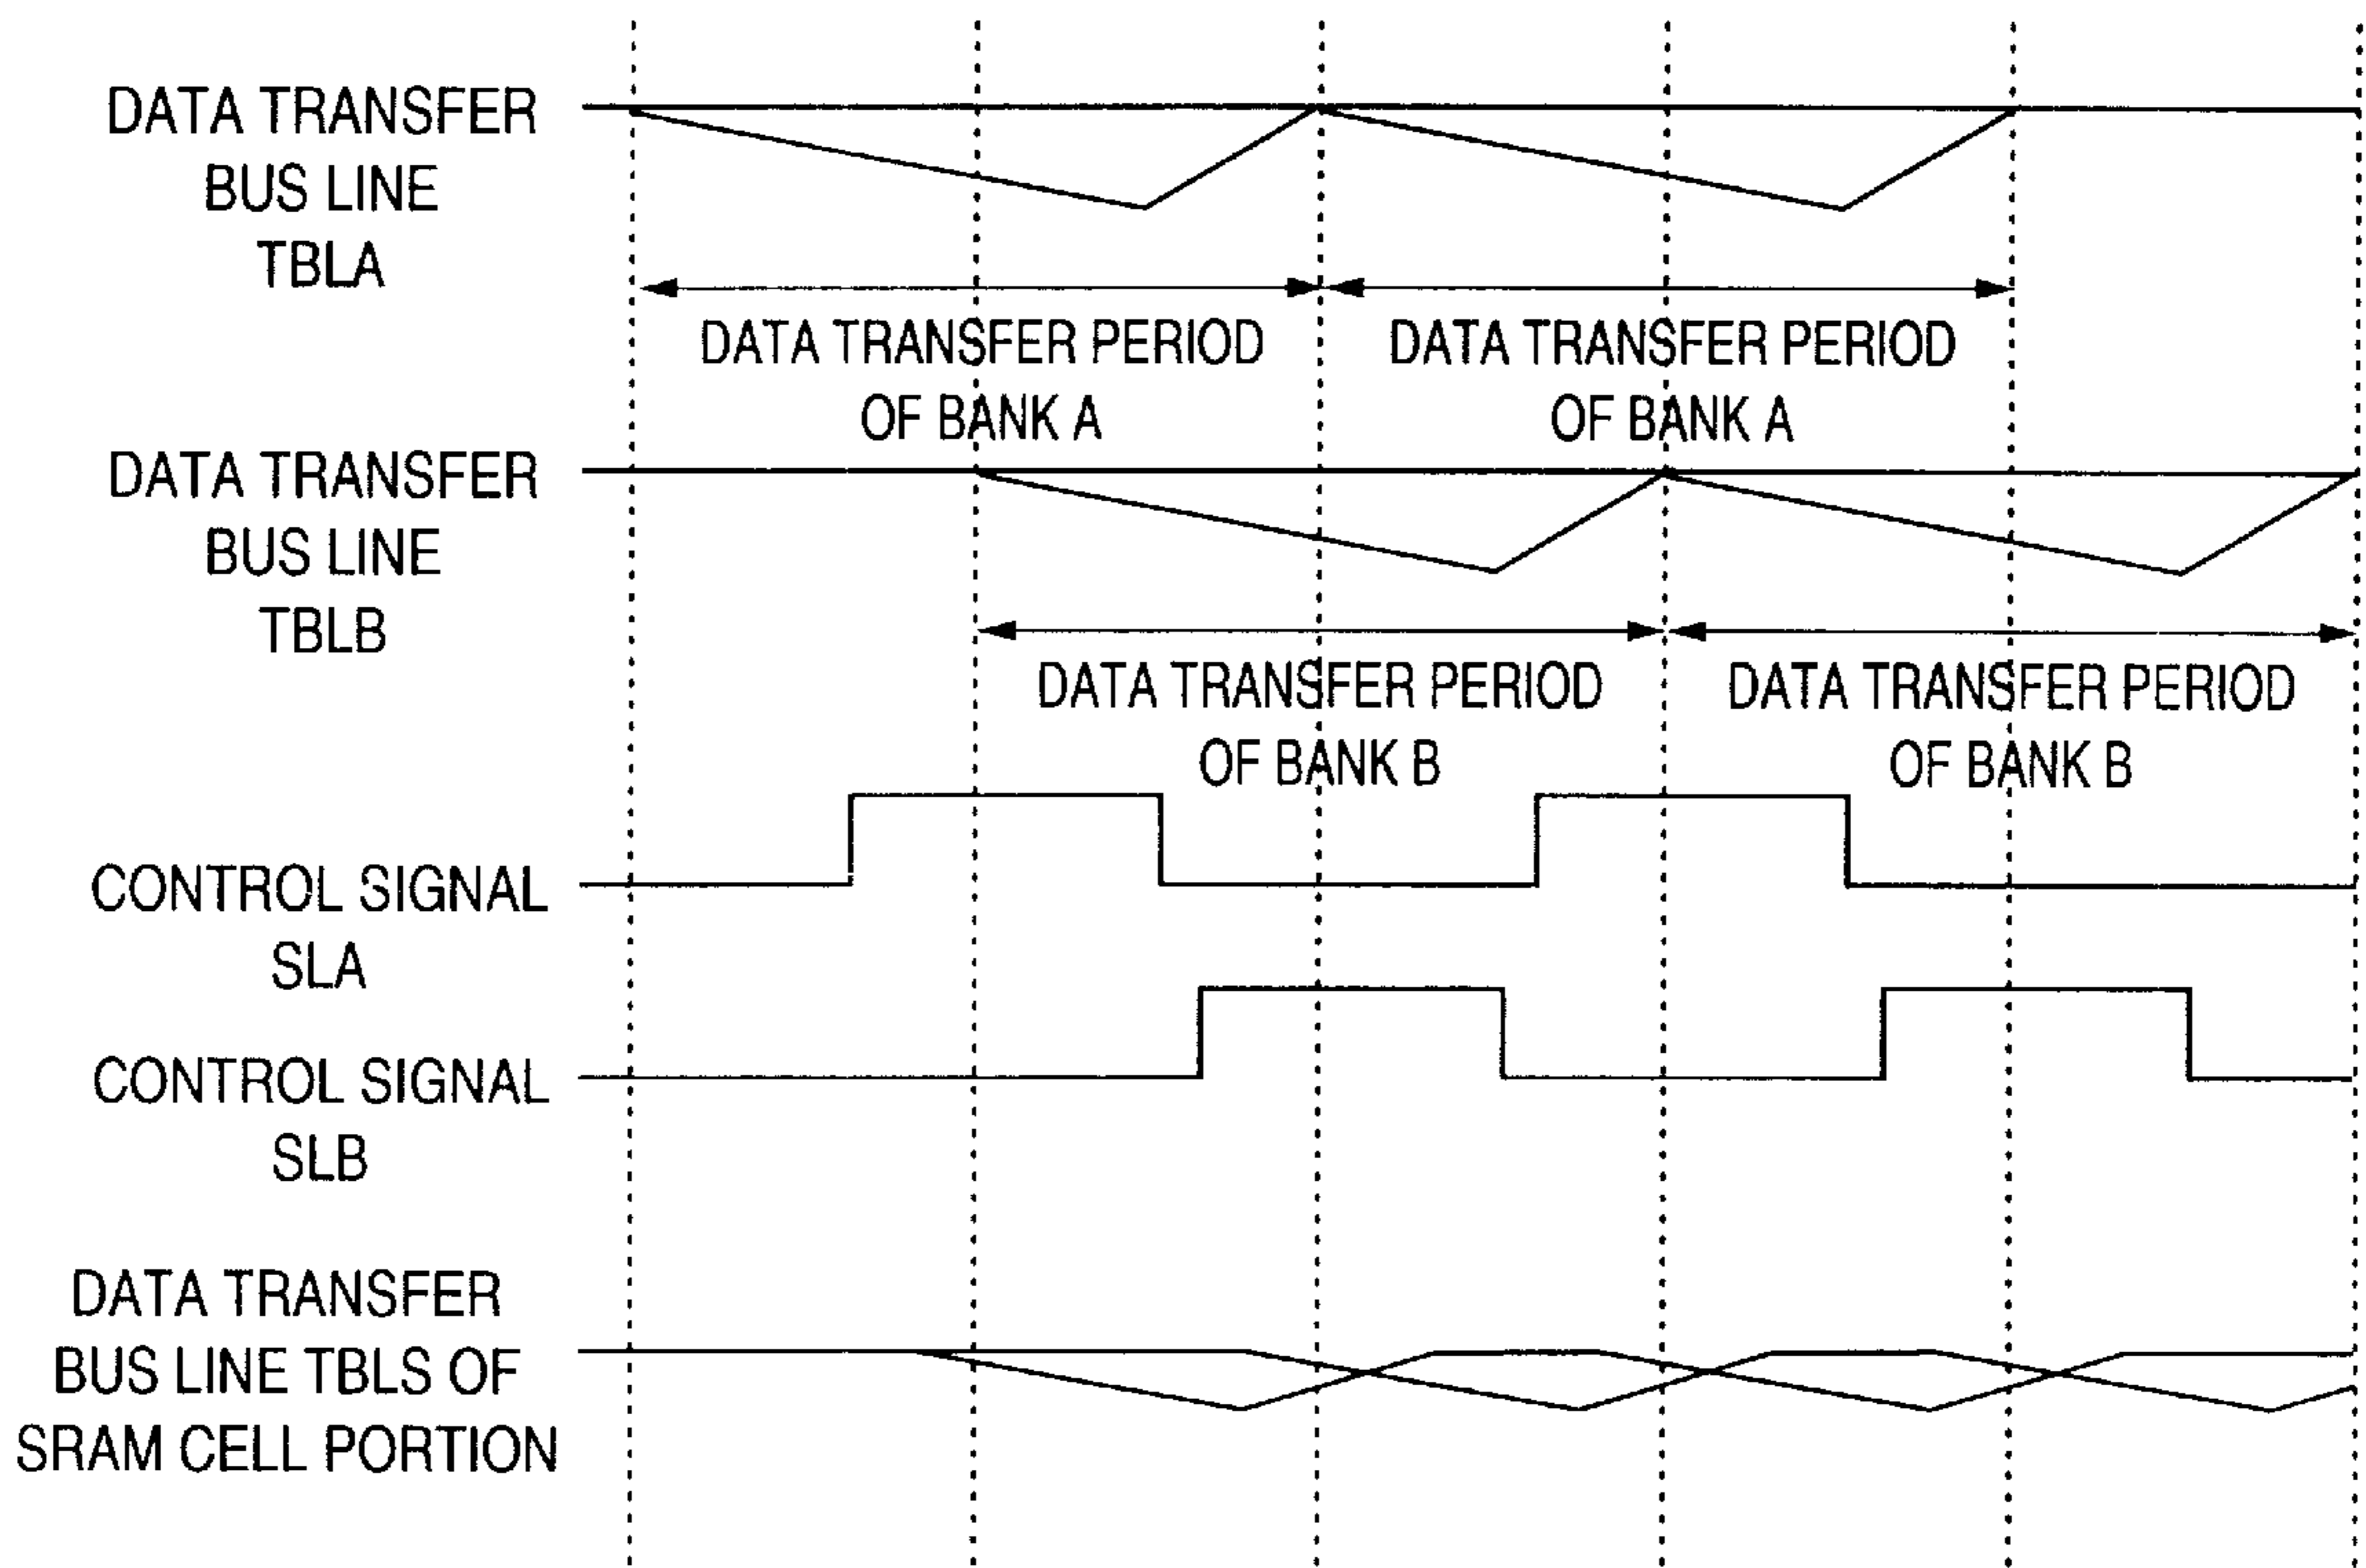 DATA TRANSFER
BUS LINE
TBLA
DATA TRANSFER PERIOD
OF BANK A
DATA TRANSFER PERIOD
OF BANK A
DATA TRANSFER
BUS LINE
TBLB
DATA TRANSFER PERIOD
OF BANK B
DATA TRANSFER PERIOD
OF BANK B
CONTROL SIGNAL
SLA
CONTROL SIGNAL
SLB
DATA TRANSFER
BUS LINE TBLS OF
SRAM CELL PORTION